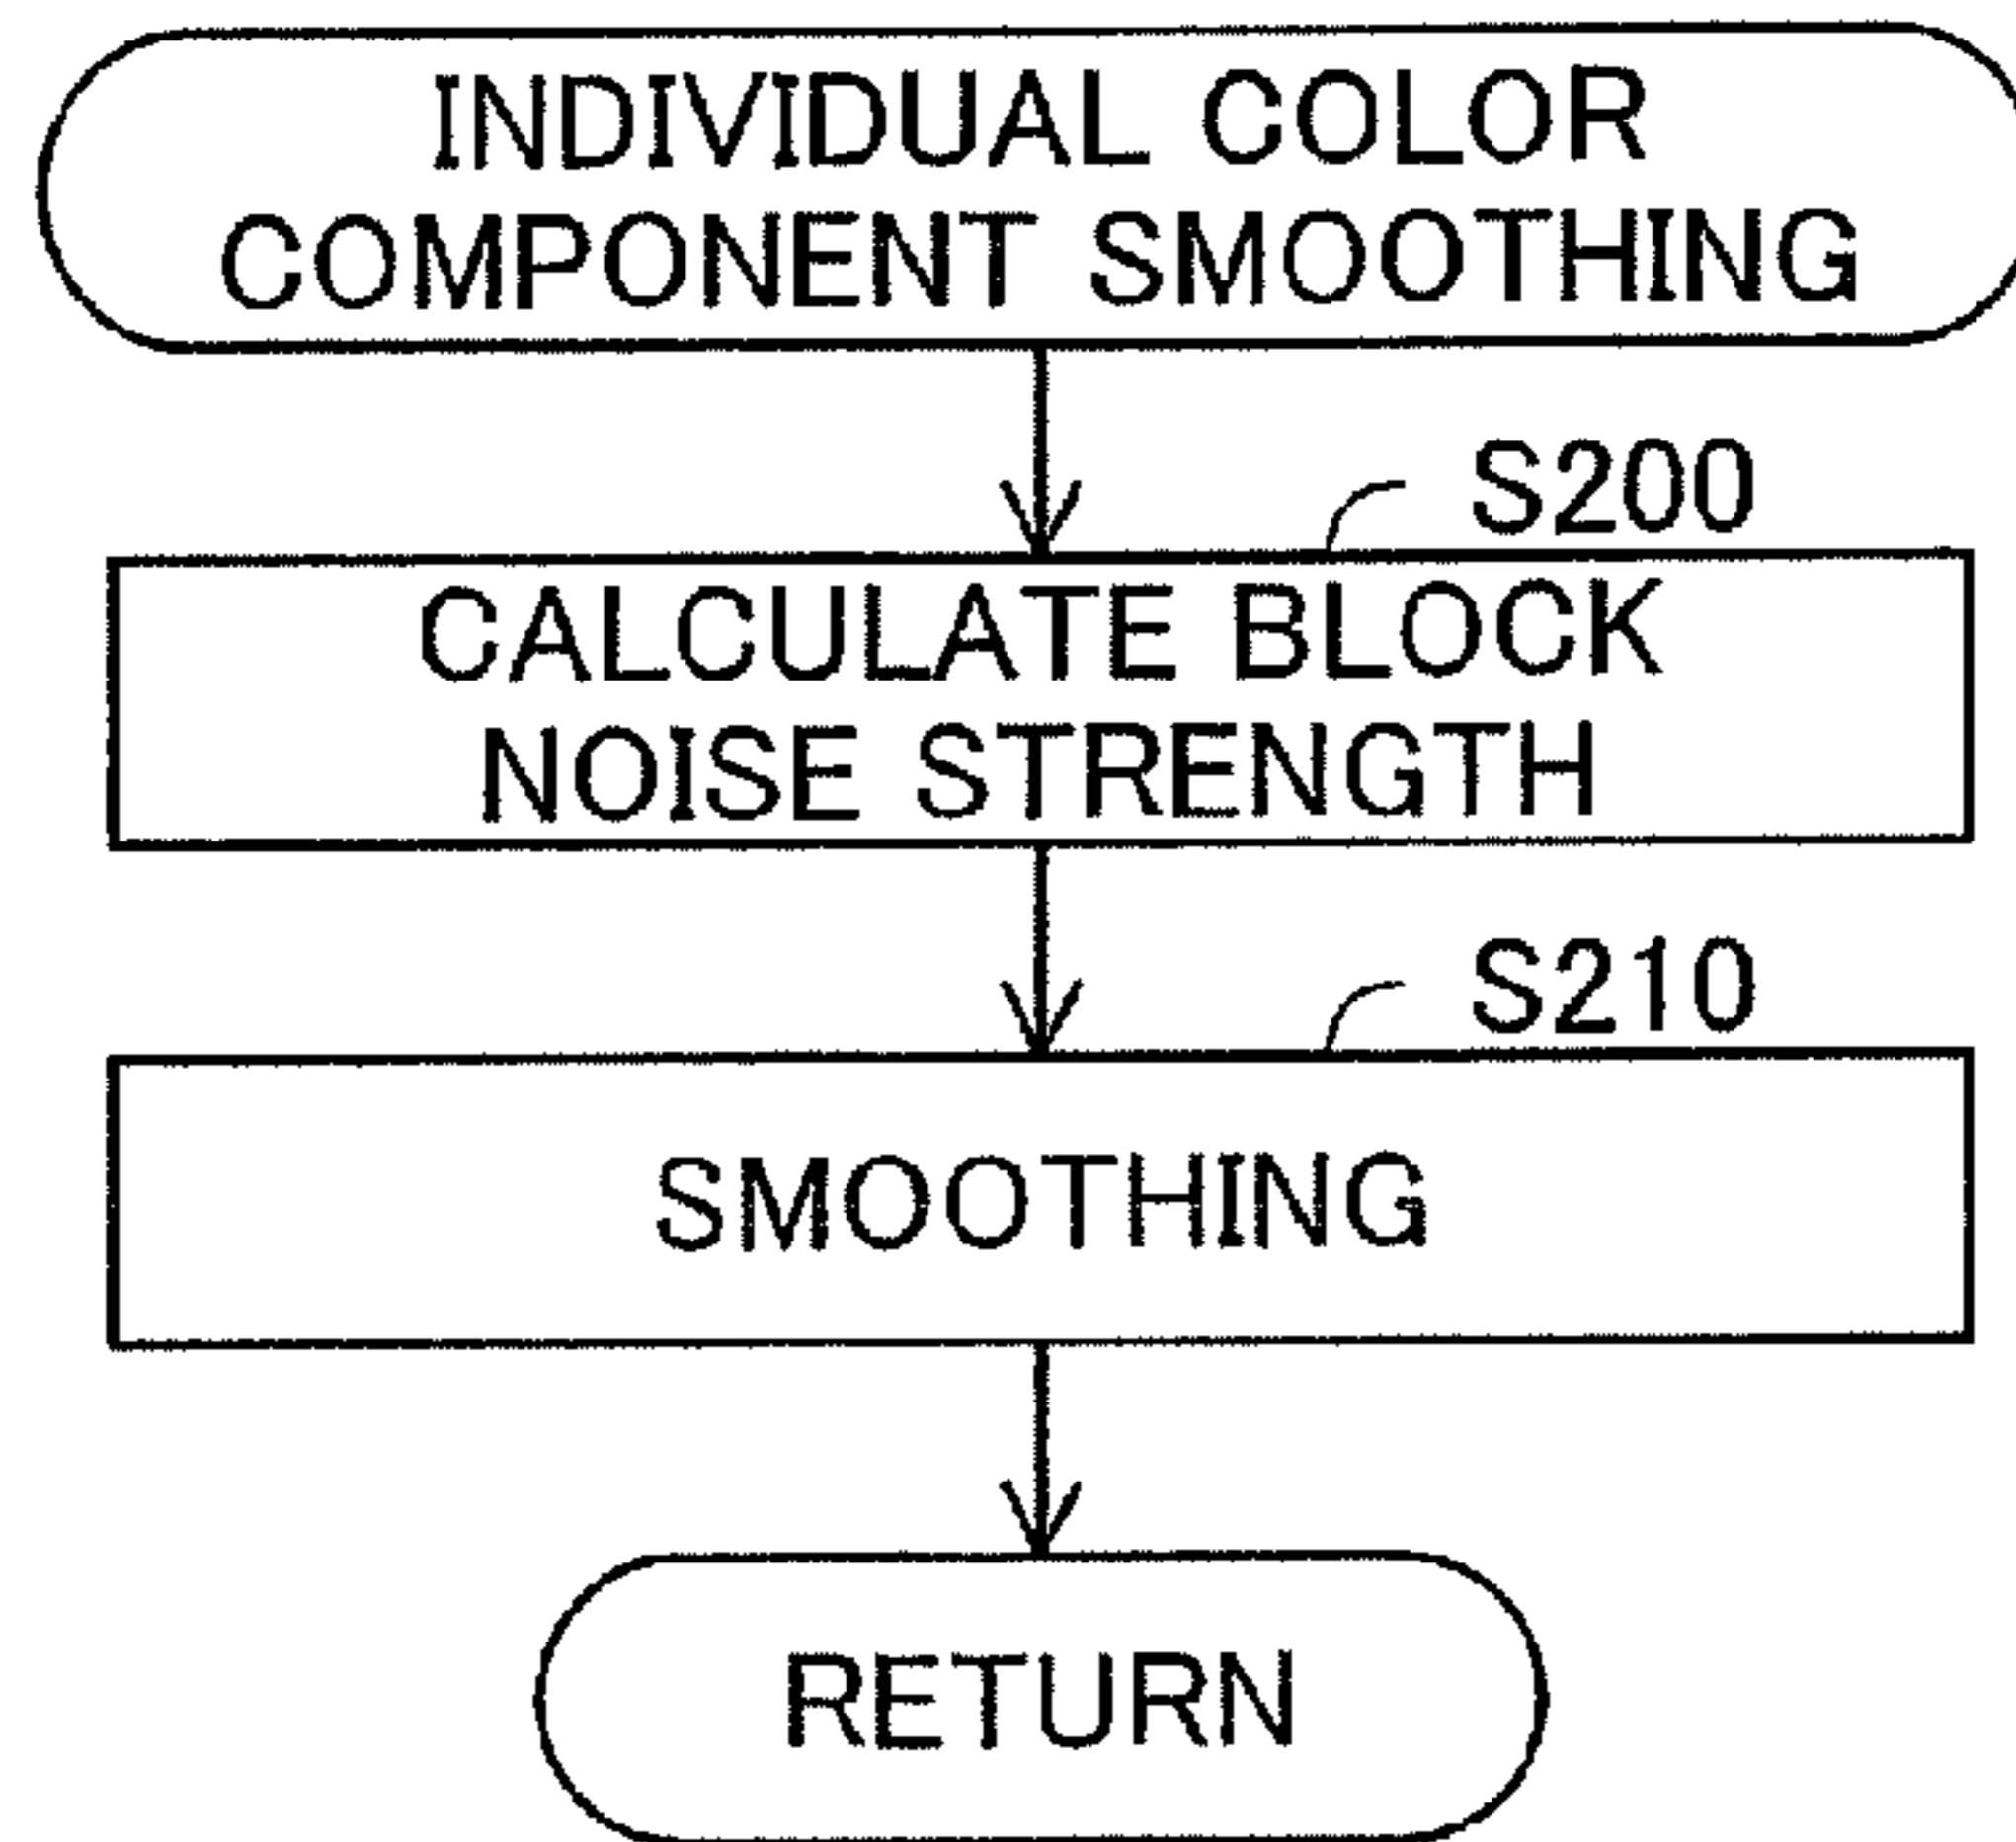 INDIVIDUAL COLOR
COMPONENT SMOOTHING
S200
CALCULATE BLOCK
NOISE STRENGTH
S210
SMOOTHING
RETURN